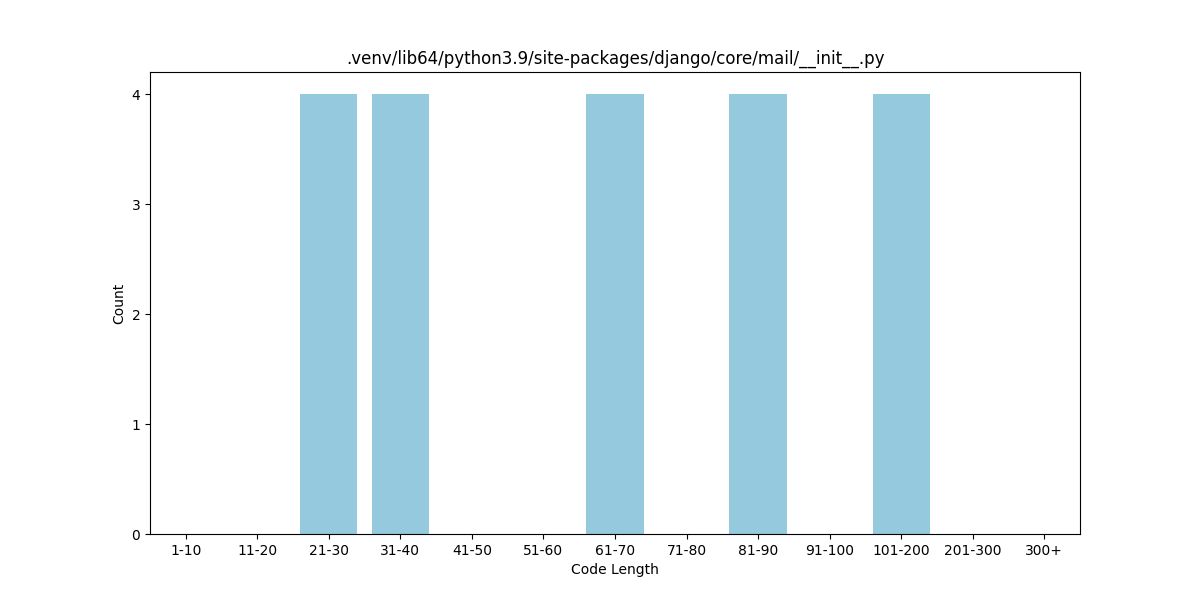 .venv/lib64/python3.9/site-packages/django/core/mail/__init__.py
4
3
2
1
0
Count
1-10 11-20 21-30 31-40 41-50 51-60 61-70 71-80 81-90 91-100 101-200 201-300 300+
Code Length